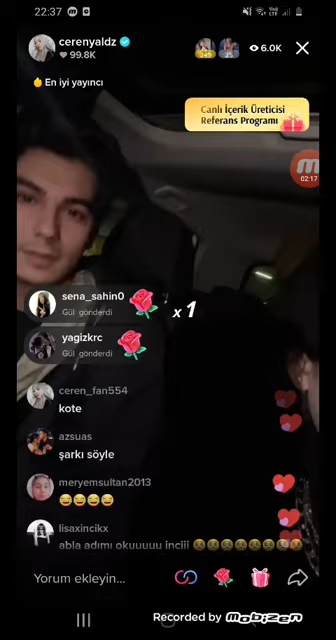 22:37
cerenyaldz
99.8K
249
25
6.0K
En iyi yayıncı
Canlı İçerik Üreticisi
Referans Programı
02:17
sena_sahin0
Gül gönderdi
x 1
yagizkrc
Gül gönderdi
ceren_fan554
kote
azsuas
şarkı söyle
meryemsultan2013
😂😂😂😂
lisaxincikx
abla adımı okuuuuu inciii
Yorum ekleyin...
Recorded by mobizen